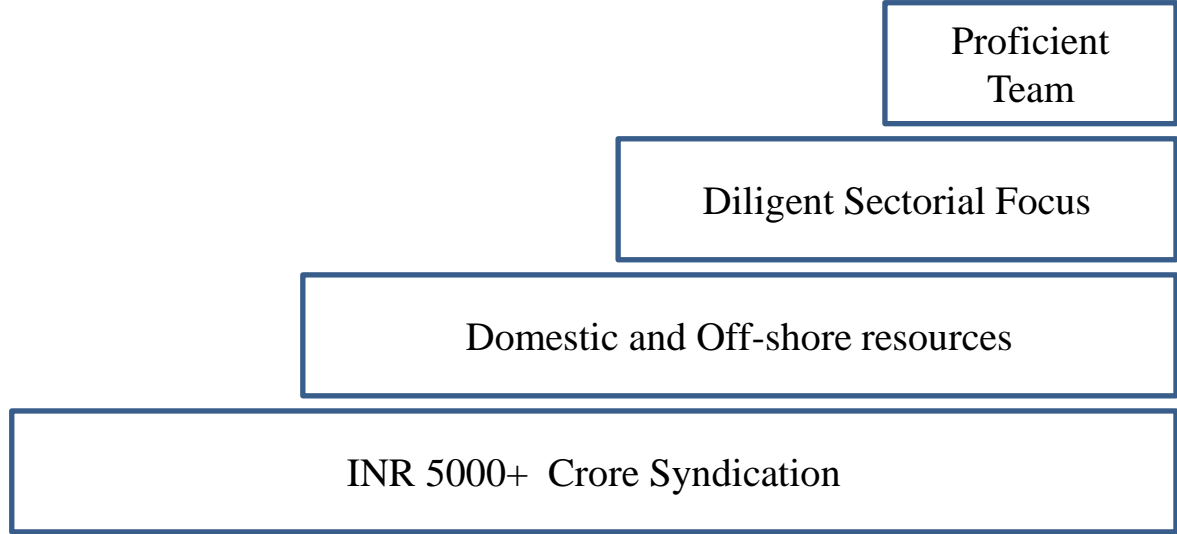 Proficient
Team
Diligent Sectorial Focus
Domestic and Off-shore resources
INR 5000+  Crore Syndication